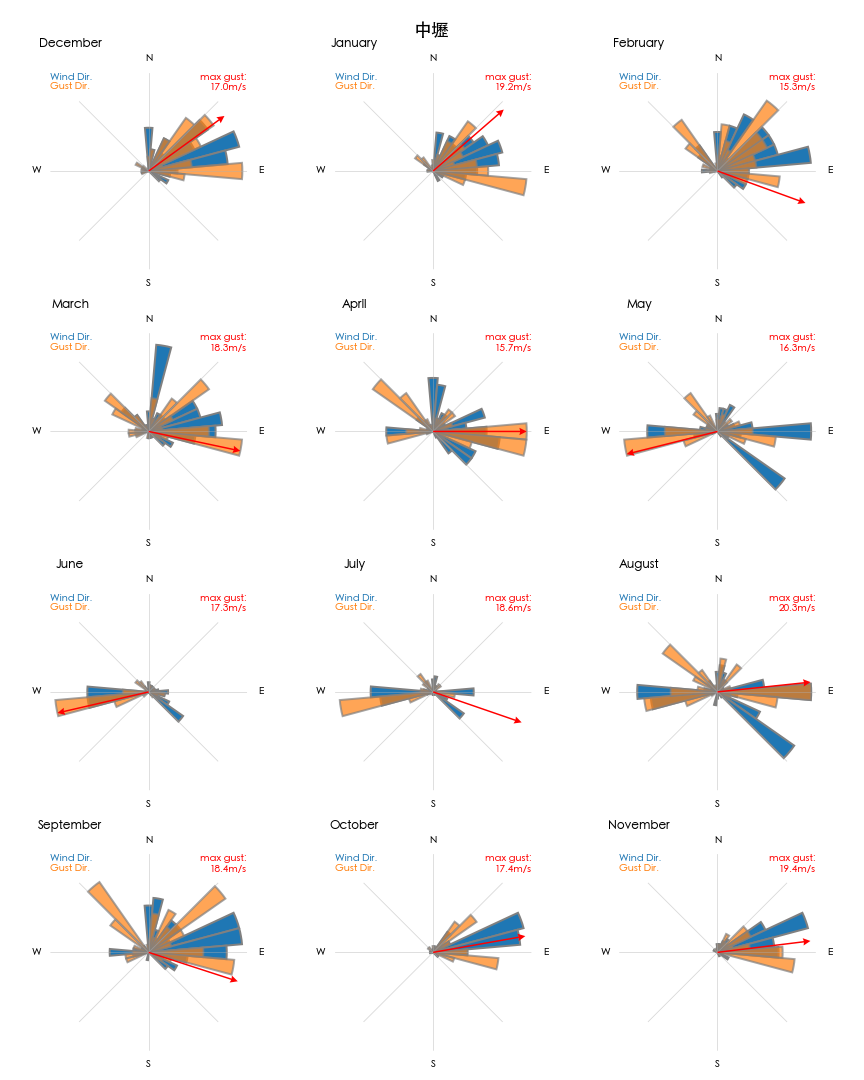 中壢
December
January
February
N
N
N
Wind Dir.
Gust Dir.
max gust:
17.0m/s
Wind Dir.
Gust Dir.
max gust:
19.2m/s
Wind Dir.
Gust Dir.
max gust:
15.3m/s
W
E
W
E
W
E
S
S
S
March
April
May
N
N
N
Wind Dir.
Gust Dir.
max gust:
18.3m/s
Wind Dir.
Gust Dir.
max gust:
15.7m/s
Wind Dir.
Gust Dir.
max gust:
16.3m/s
W
E
W
E
W
E
S
S
S
June
July
August
N
N
N
Wind Dir.
Gust Dir.
max gust:
17.3m/s
Wind Dir.
Gust Dir.
max gust:
18.6m/s
Wind Dir.
Gust Dir.
max gust:
20.3m/s
W
E
W
E
W
E
S
S
S
September
October
November
N
N
N
Wind Dir.
Gust Dir.
max gust:
18.4m/s
Wind Dir.
Gust Dir.
max gust:
17.4m/s
Wind Dir.
Gust Dir.
max gust:
19.4m/s
W
E
W
E
W
E
S
S
S